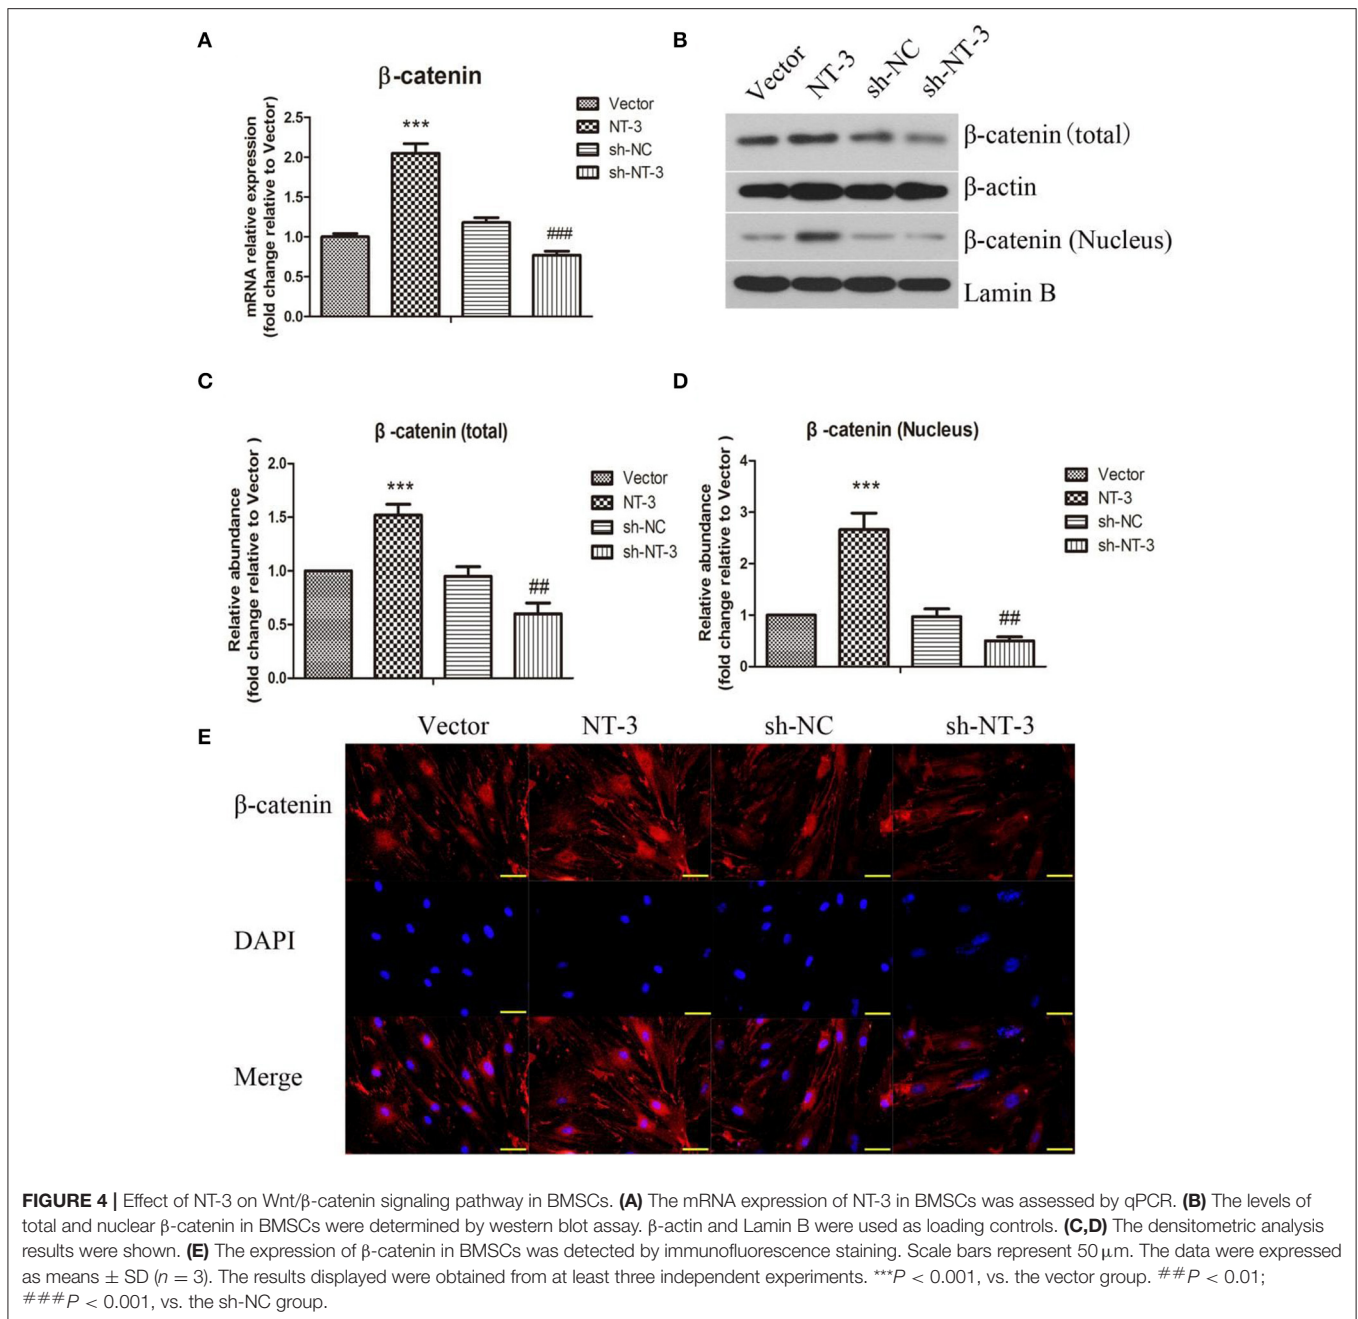 A
β-catenin
mRNA relative expression
(fold change relative to Vector)
2.5
2.0
1.5
1.0
0.5
0.0
***
###
Vector
NT-3
sh-NC
sh-NT-3
B
Vector
NT-3
sh-NC
sh-NT-3
β-catenin (total)
β-actin
β-catenin (Nucleus)
Lamin B
C
β -catenin (total)
Relative abundance
(fold change relative to Vector )
2.0
1.5
1.0
0.5
0.0
***
##
Vector
NT-3
sh-NC
sh-NT-3
D
β -catenin (Nucleus)
Relative abundance
(fold change relative to Vector )
4
3
2
1
0
***
##
Vector
NT-3
sh-NC
sh-NT-3
E
Vector NT-3 sh-NC sh-NT-3
β-catenin
DAPI
Merge
FIGURE 4 | Effect of NT-3 on Wnt/β-catenin signaling pathway in BMSCs. (A) The mRNA expression of NT-3 in BMSCs was assessed by qPCR. (B) The levels of
total and nuclear β-catenin in BMSCs were determined by western blot assay. β-actin and Lamin B were used as loading controls. (C,D) The densitometric analysis
results were shown. (E) The expression of β-catenin in BMSCs was detected by immunofluorescence staining. Scale bars represent 50 μm. The data were expressed
as means ± SD (n = 3). The results displayed were obtained from at least three independent experiments. ***P < 0.001, vs. the vector group. ##P < 0.01;
###P < 0.001, vs. the sh-NC group.